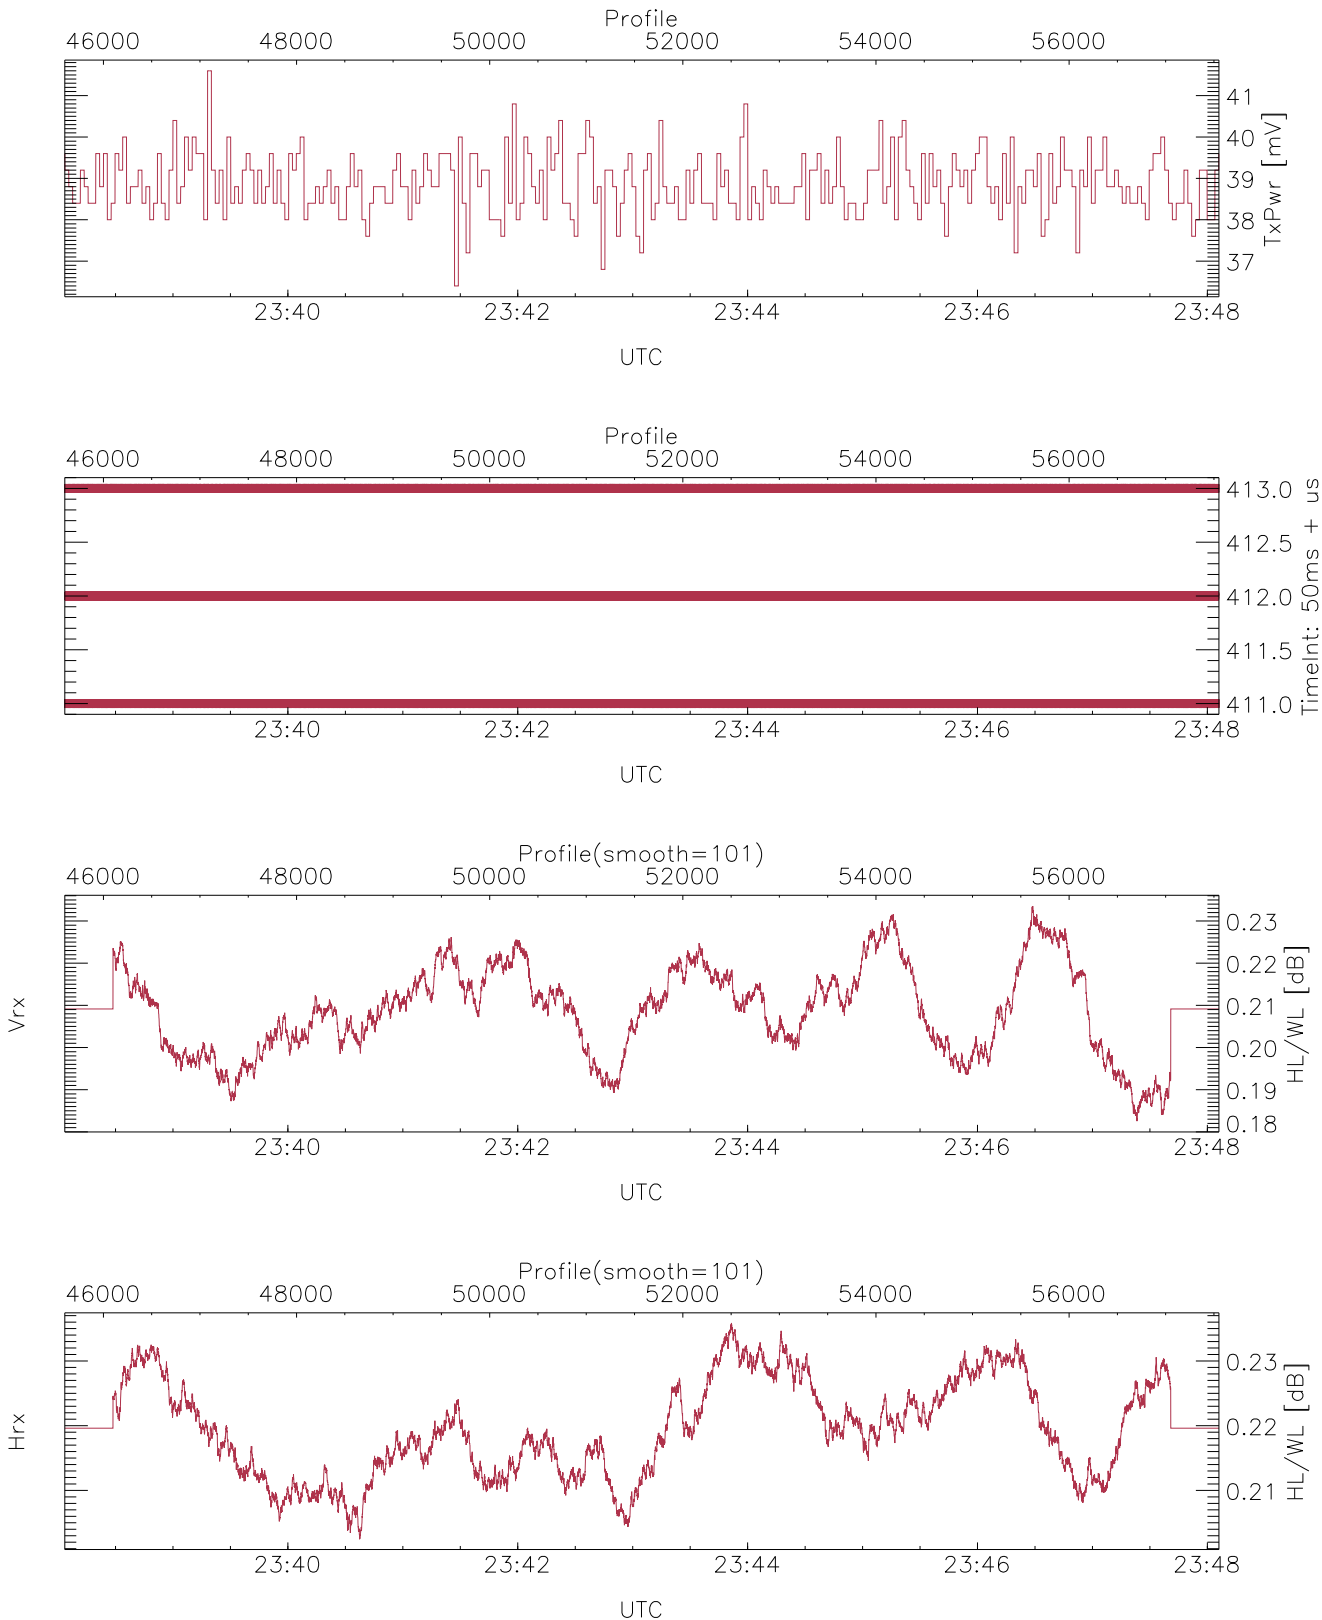 Profile
46000 48000 50000 52000 54000 56000
41
40
39
38
37
TxPwr [mV]
23:40 23:42 23:44 23:46 23:48
UTC
Profile
46000 48000 50000 52000 54000 56000
413.0
412.5
412.0
411.5
411.0
TimeInt: 50ms + us
23:40 23:42 23:44 23:46 23:48
UTC
Profile(smooth=101)
46000 48000 50000 52000 54000 56000
Vrx
0.23
0.22
0.21
0.20
0.19
0.18
HL/WL [dB]
23:40 23:42 23:44 23:46 23:48
UTC
Profile(smooth=101)
46000 48000 50000 52000 54000 56000
Hrx
0.23
0.22
0.21
HL/WL [dB]
23:40 23:42 23:44 23:46 23:48
UTC